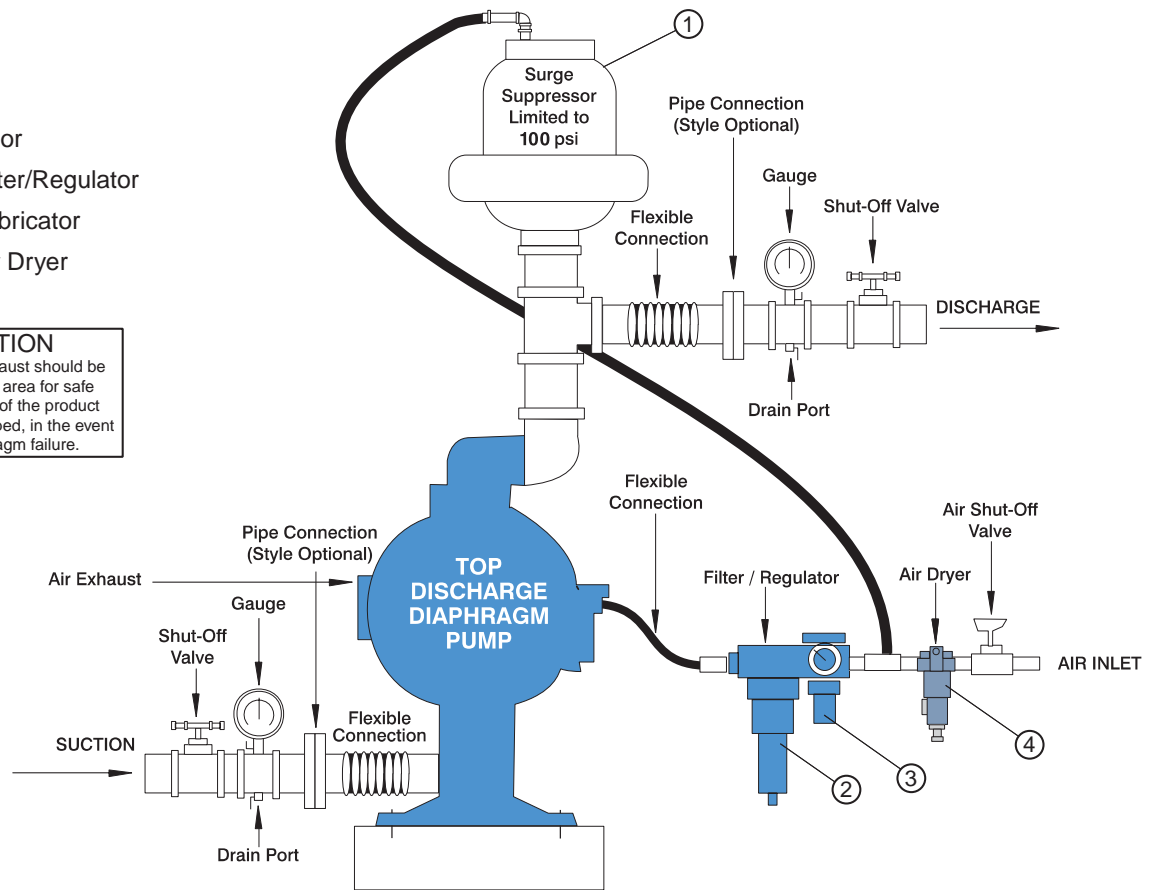 1
Surge
Suppressor
Limited to
100 psi
Pipe Connection
(Style Optional)
Gauge
Shut-Off Valve
Flexible
Connection
DISCHARGE
Drain Port
or
ter/Regulator
bricator
Dryer
TION
aust should be
area for safe
of the product
ped, in the event
agm failure.
Flexible
Connection
Air Shut-Off
Valve
Pipe Connection
(Style Optional)
TOP
DISCHARGE
DIAPHRAGM
PUMP
Air Exhaust
Filter / Regulator
Air Dryer
Gauge
Shut-Off
Valve
AIR INLET
Flexible
Connection
SUCTION
4
3
2
Drain Port